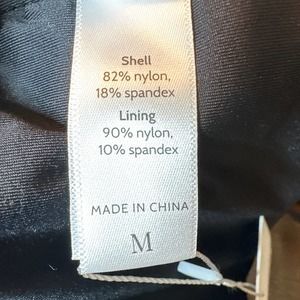 Shell
82% nylon,
18% spandex
Lining
90% nylon,
10% spandex
MADE IN CHINA
M